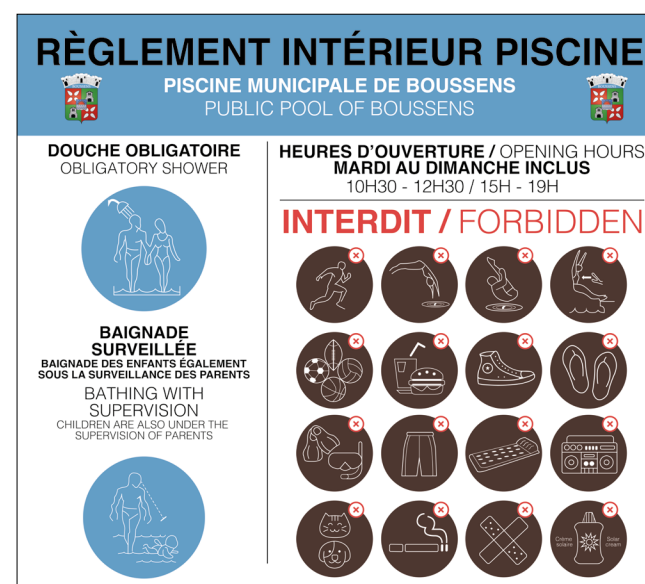 RÈGLEMENT INTÉRIEUR PISCINE
PISCINE MUNICIPALE DE BOUSSENS
PUBLIC POOL OF BOUSSENS
DOUCHE OBLIGATOIRE
OBLIGATORY SHOWER
BAIGNADE
SURVEILLÉE
BAIGNADE DES ENFANTS ÉGALEMENT
SOUS LA SURVEILLANCE DES PARENTS
BATHING WITH
SUPERVISION
CHILDREN ARE ALSO UNDER THE
SUPERVISION OF PARENTS
HEURES D'OUVERTURE / OPENING HOURS
MARDI AU DIMANCHE INCLUS
10H30 - 12H30 / 15H - 19H
INTERDIT / FORBIDDEN
Crème solaire
Solar cream